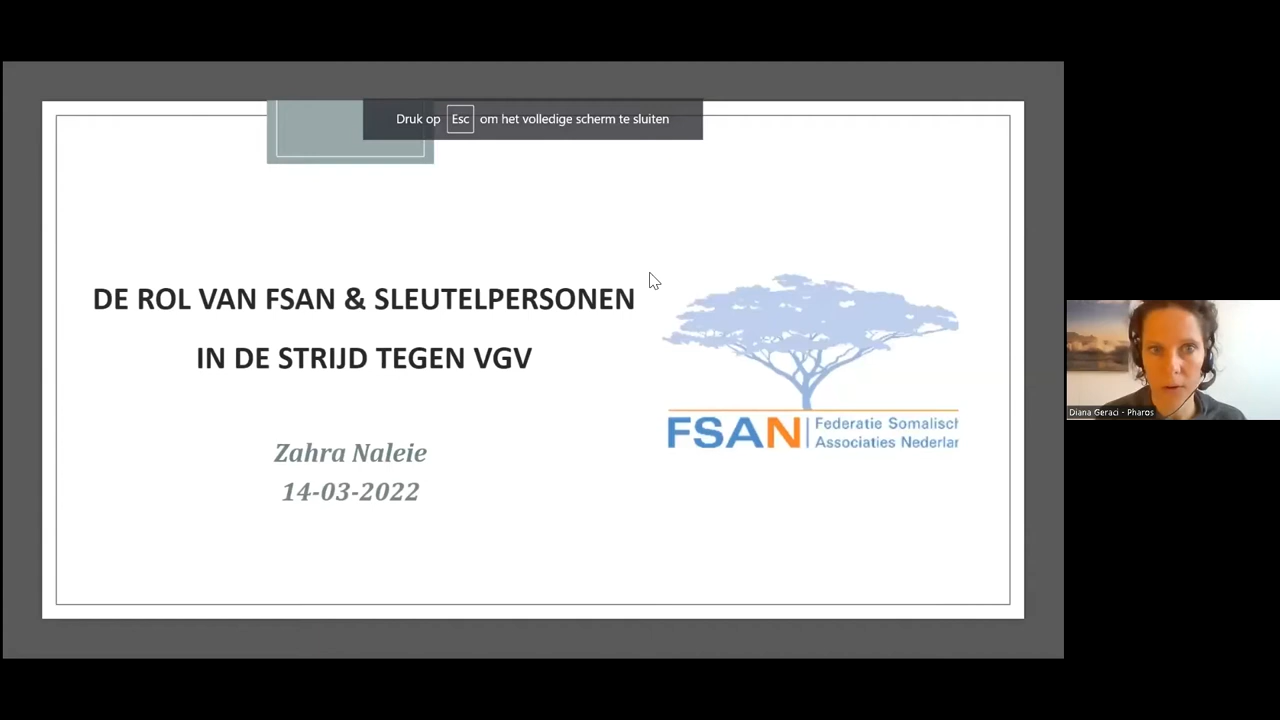 Druk op Esc om het volledige scherm te sluiten
DE ROL VAN FSAN & SLEUTELPERSONEN
IN DE STRIJD TEGEN VGV
Zahra Naleie
14-03-2022
FSAN
Federatie Somalisch
Associaties Nederlar
Diana Geraci - Pharos